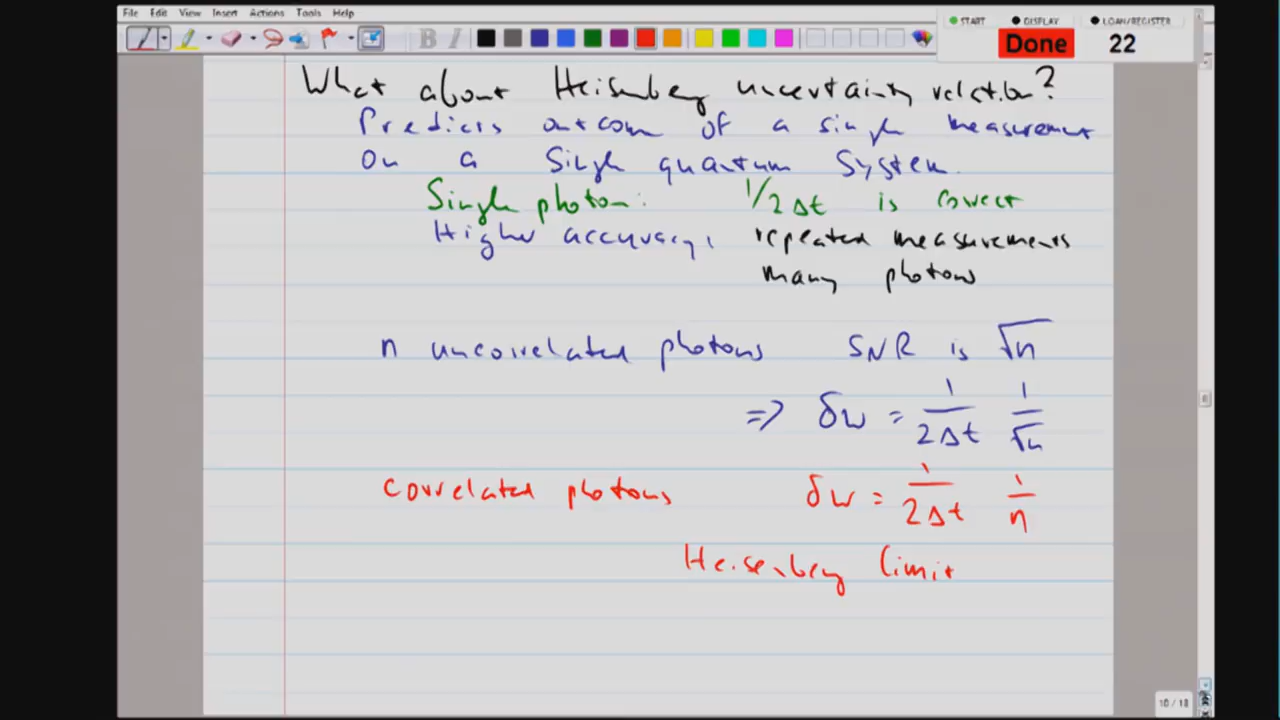 File Edit View Insert Actions Tools Help
START DISPLAY LOAN/REGISTER
Done 22
B I
What about Heisenberg uncertainty relation?
Predicts outcome of a single measurement
On a Single quantum System.
Single photon: 1/2Δt is correct
Higher accuracy: repeated measurements
many photons
n uncorrelated photons SNR is √n
=> δω = 1/2Δt 1/√n
correlated photons δω = 1/2Δt 1/n
Heisenberg limit
10 / 18